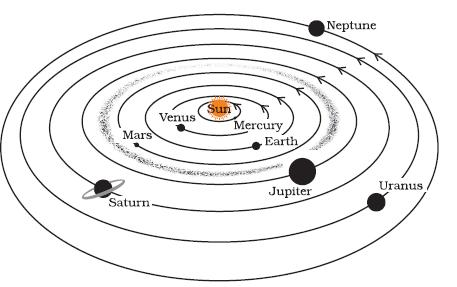 Neptune
Sun
Venus
Mercury
Mars
Earth
Jupiter
Uranus
Saturn